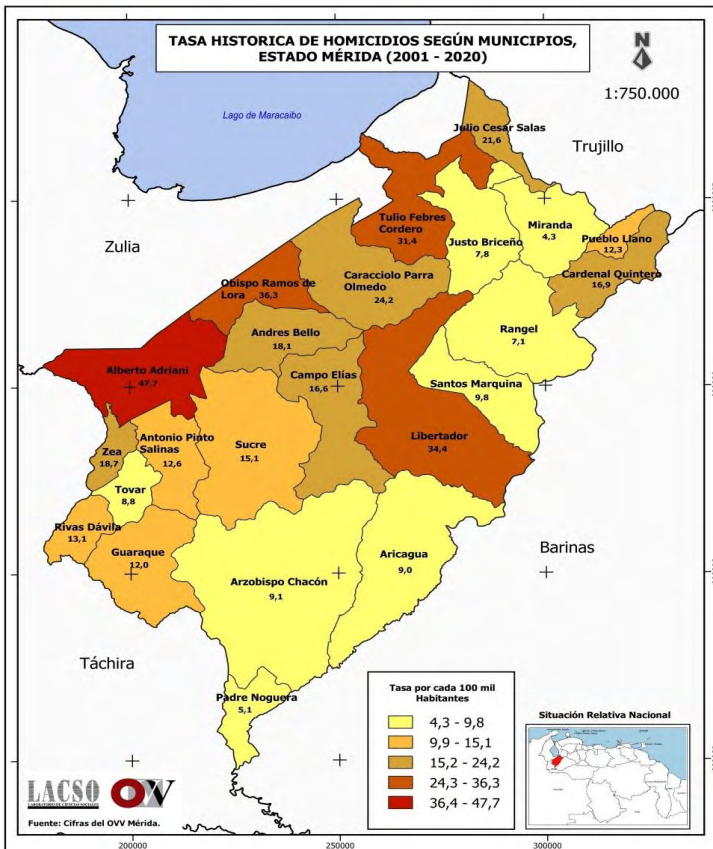 TASA HISTORICA DE HOMICIDIOS SEGÚN MUNICIPIOS,
ESTADO MÉRIDA (2001 - 2020)
N
1:750.000
Lago de Maracaibo
Julio Cesar Salas
21,6
Trujillo
Zulia
Tulio Febres
Cordero
31,4
Miranda
4,3
Justo Briceño
7,8
Pueblo Llano
12,3
Cardenal Quintero
16,9
Obispo Ramos de
Lora
36,3
Caracciolo Parra
Olmedo
24,2
Andres Bello
18,1
Rangel
7,1
Alberto Adriani
47,7
Campo Elías
16,6
Santos Marquina
9,8
Antonio Pinto
Salinas
12,6
Sucre
15,1
Libertador
34,4
Zea
18,7
Tovar
8,8
Rivas Dávila
13,1
Guaraque
12,0
Arzobispo Chacón
9,1
Aricagua
9,0
Barinas
Táchira
Padre Noguera
5,1
Tasa por cada 100 mil
Habitantes
4,3 - 9,8
9,9 - 15,1
15,2 - 24,2
24,3 - 36,3
36,4 - 47,7
Situación Relativa Nacional
LACSO
LABORATORIO DE CIENCIAS SOCIALES
OVV
Fuente: Cifras del OVV Mérida.
200000
250000
300000